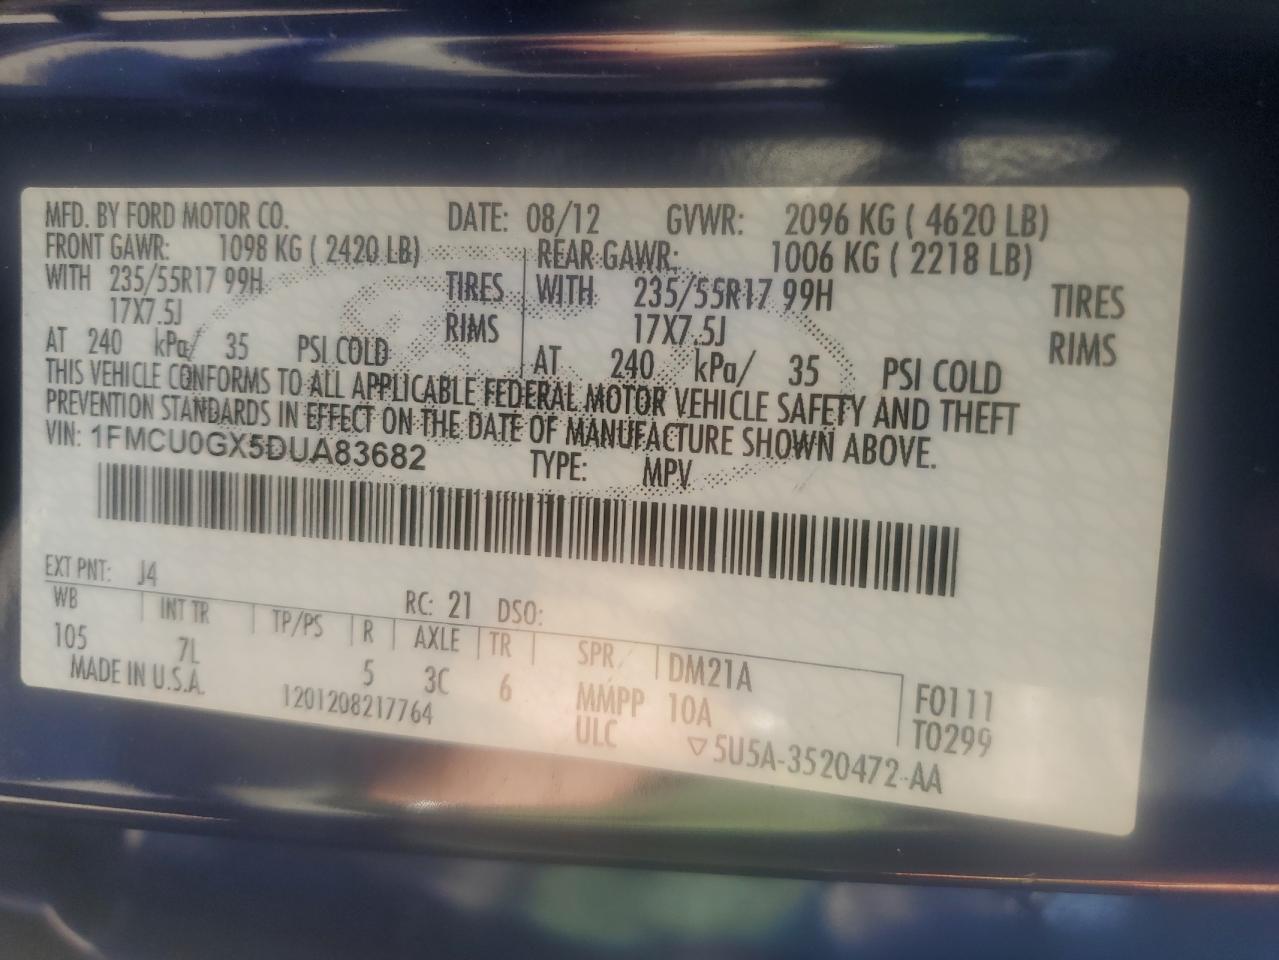 MFD. BY FORD MOTOR CO. DATE: 08/12 GVWR: 2096 KG ( 4620 LB)
FRONT GAWR: 1098 KG ( 2420 LB) REAR GAWR: 1006 KG ( 2218 LB)
WITH 235/55R17 99H TIRES WITH 235/55R17 99H TIRES
17X7.5J RIMS 17X7.5J RIMS
AT 240 kPa/ 35 PSI COLD AT 240 kPa/ 35 PSI COLD
THIS VEHICLE CONFORMS TO ALL APPLICABLE FEDERAL MOTOR VEHICLE SAFETY AND THEFT
PREVENTION STANDARDS IN EFFECT ON THE DATE OF MANUFACTURE SHOWN ABOVE.
VIN: 1FMCU0GX5DUA83682 TYPE: MPV
EXT PNT: J4 RC: 21 DSO:
WB INT TR TP/PS R AXLE TR SPR DM21A F0111
105 7L 5 3C 6 MMPP 10A T0299
MADE IN U.S.A. 1201208217764 ULC ▽5U5A-3520472-AA